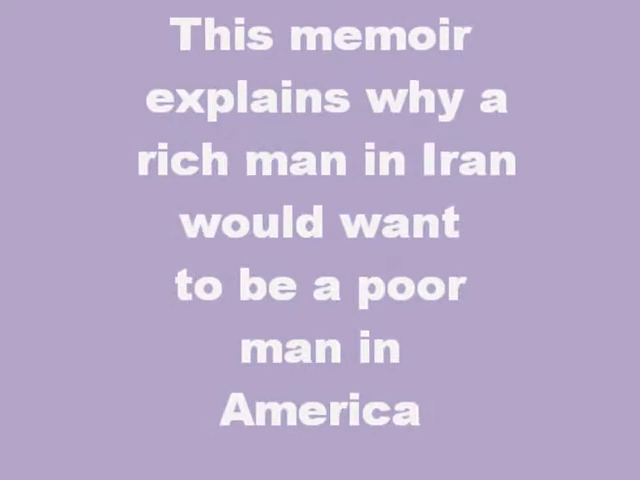 This memoir
explains why a
rich man in Iran
would want
to be a poor
man in
America